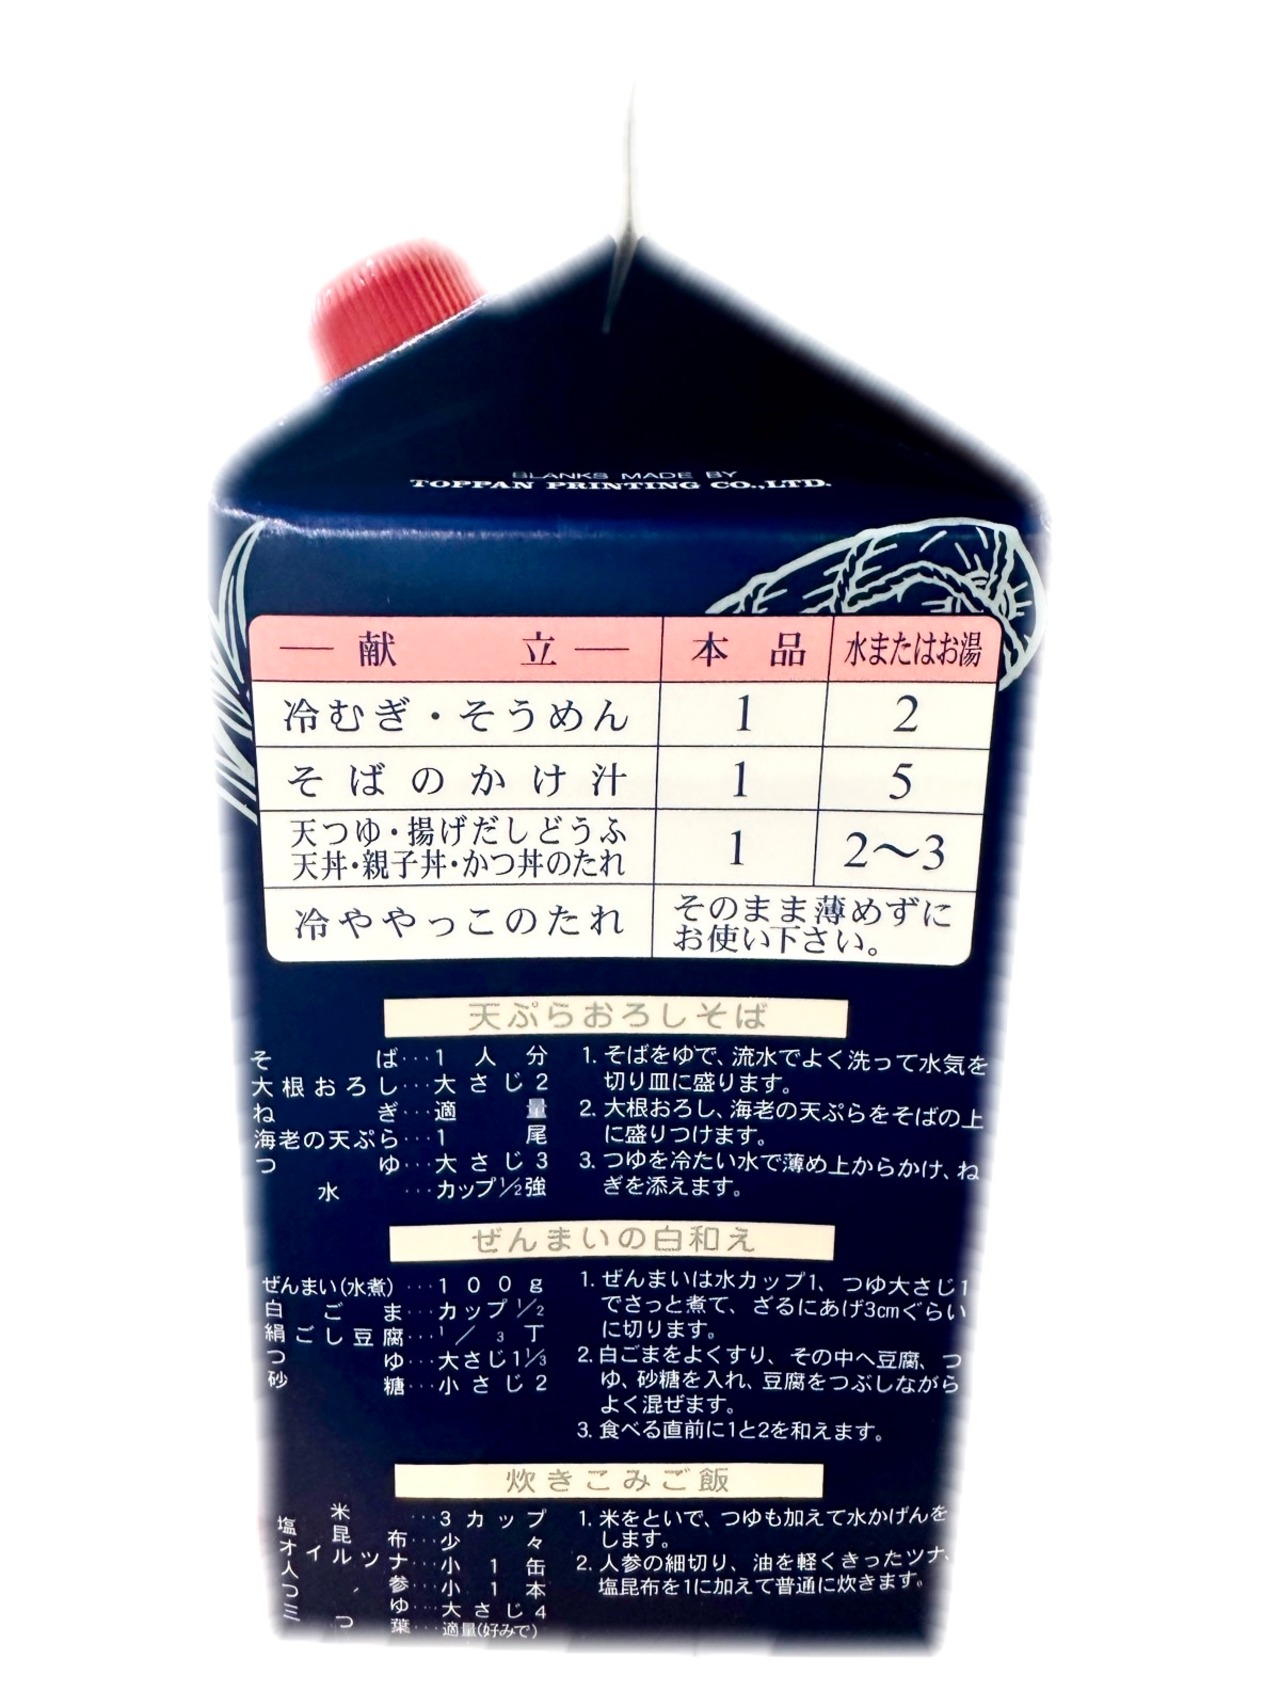 BLANKS MADE BY
TOPPAN PRINTING CO.,LTD.
― 献立 ― 本品 水またはお湯
冷むぎ・そうめん 1 2
そばのかけ汁 1 5
天つゆ・揚げだしどうふ
天丼・親子丼・かつ丼のたれ 1 2〜3
冷ややっこのたれ そのまま薄めずに
お使い下さい。
天ぷらおろしそば
そば…1人分
大根おろし…大さじ2
ねぎ…適量
海老の天ぷら…1尾
つゆ…大さじ3
水…カップ1/2強
1. そばをゆで、流水でよく洗って水気を
切り皿に盛ります。
2. 大根おろし、海老の天ぷらをそばの上
に盛りつけます。
3. つゆを冷たい水で薄め上からかけ、ね
ぎを添えます。
ぜんまいの白和え
ぜんまい(水煮)…100g
白ごま…カップ1/2
絹ごし豆腐…1/3丁
つゆ…大さじ1 1/3
砂糖…小さじ2
1. ぜんまいは水カップ1、つゆ大さじ1
でさっと煮て、ざるにあげ3cmぐらい
に切ります。
2. 白ごまをよくすり、その中へ豆腐、つ
ゆ、砂糖を入れ、豆腐をつぶしながら
よく混ぜます。
3. 食べる直前に1と2を和えます。
炊きこみご飯
米…3カップ
塩昆布…少々
オイルツナ…小1缶
人参…小1本
つゆ…大さじ4
三つ葉…適量(好みで)
1. 米をといで、つゆも加えて水かげんを
します。
2. 人参の細切り、油を軽くきったツナ、
塩昆布を1に加えて普通に炊きます。